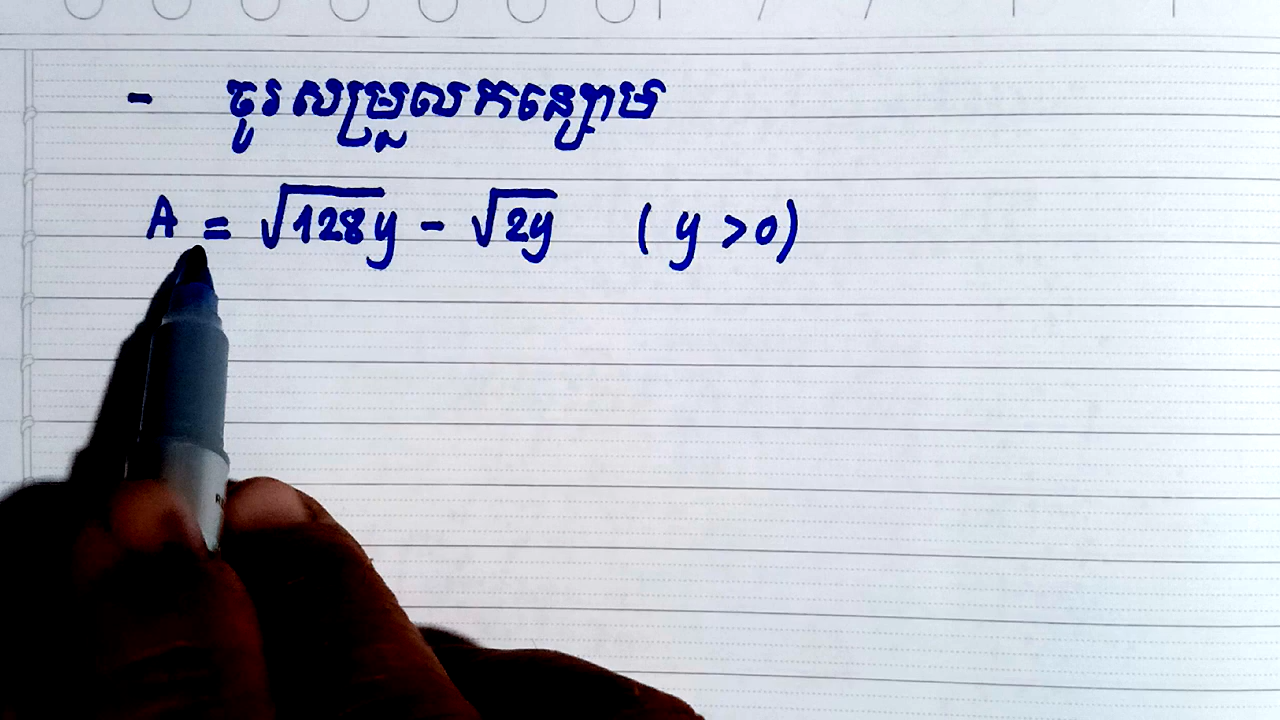 - ចូរសម្រួលកន្សោម
A = √128y - √2y (y > 0)